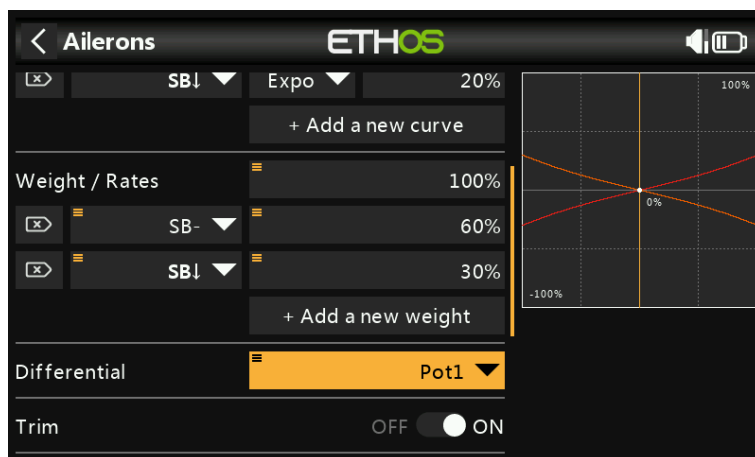 Ailerons
ETHOS
SB↓ Expo 20%
+ Add a new curve
Weight / Rates 100%
SB- 60%
SB↓ 30%
+ Add a new weight
Differential Pot1
Trim OFF ON
100%
0%
-100%